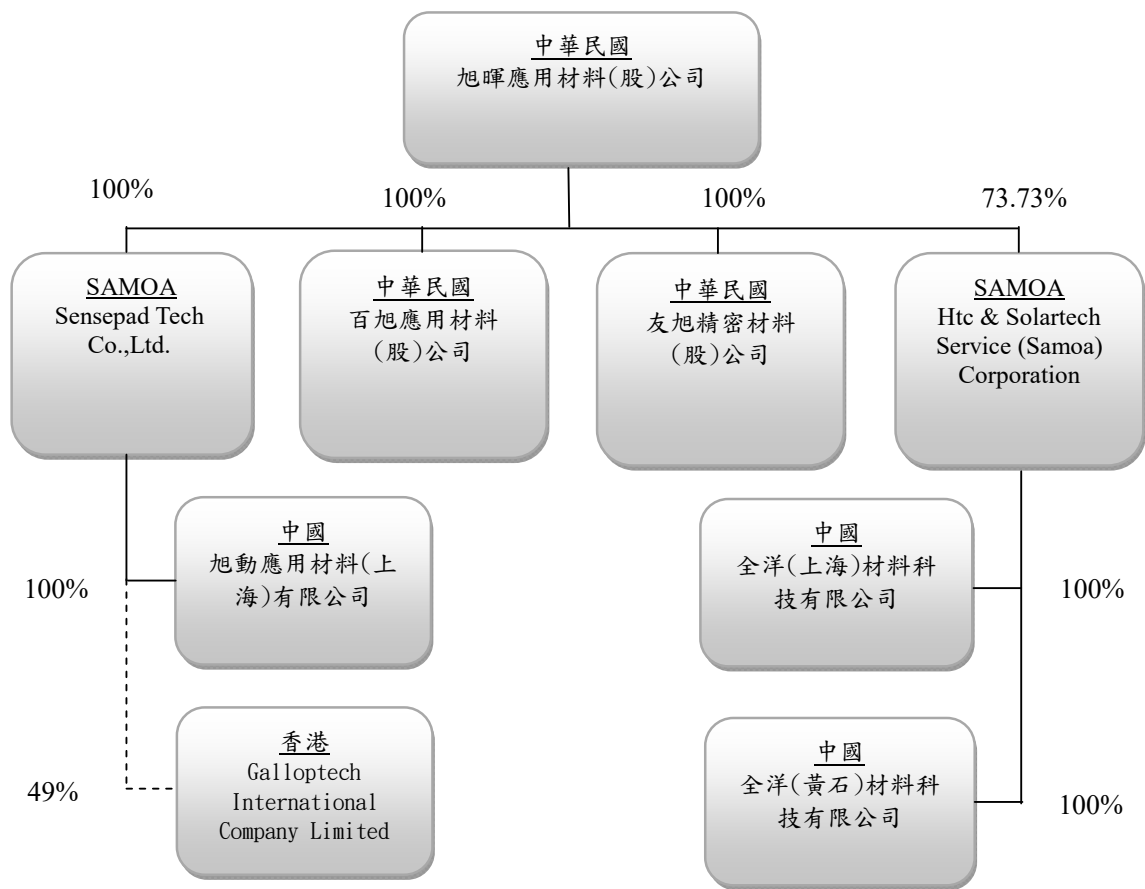 中華民國
旭暉應用材料(股)公司
100%
100%
100%
73.73%
SAMOA
Sensepad Tech
Co.,Ltd.
中華民國
百旭應用材料
(股)公司
中華民國
友旭精密材料
(股)公司
SAMOA
Htc & Solartech
Service (Samoa)
Corporation
100%
中國
旭動應用材料(上
海)有限公司
中國
全洋(上海)材料科
技有限公司
100%
49%
香港
Galloptech
International
Company Limited
中國
全洋(黃石)材料科
技有限公司
100%